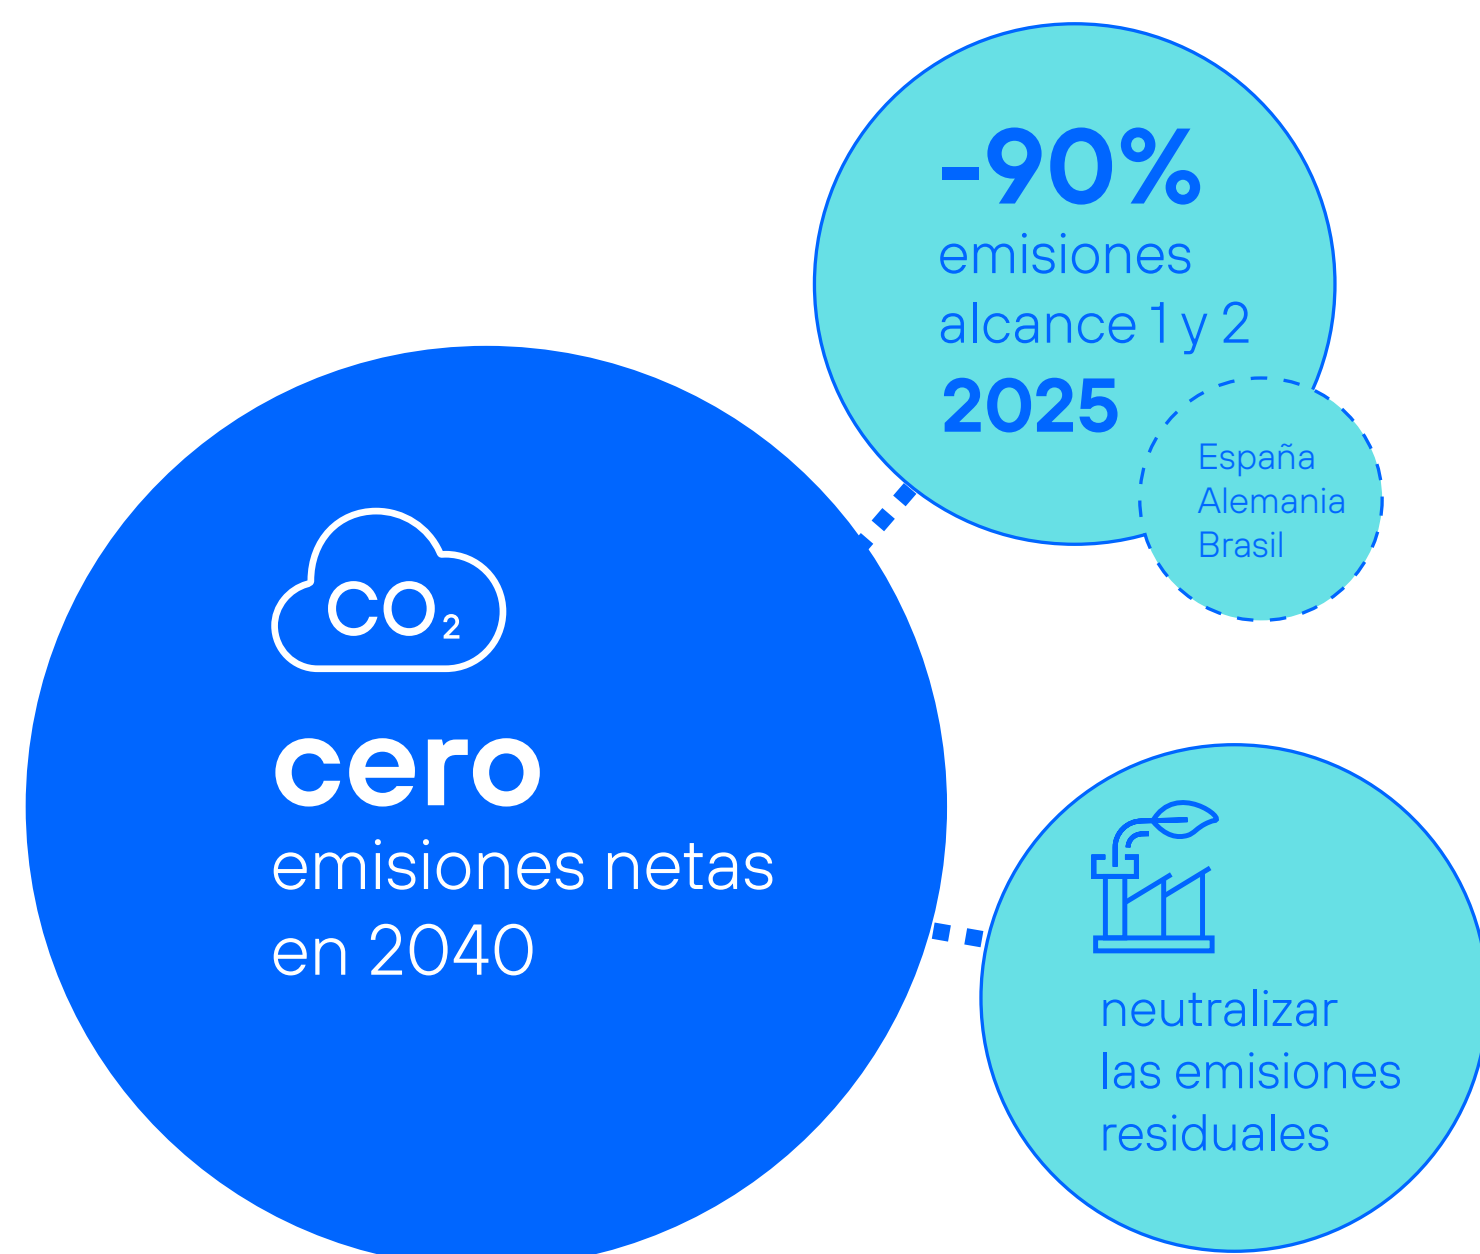 -90%
emisiones
alcance 1 y 2
2025
España
Alemania
Brasil
CO₂
cero
emisiones netas
en 2040
neutralizar
las emisiones
residuales